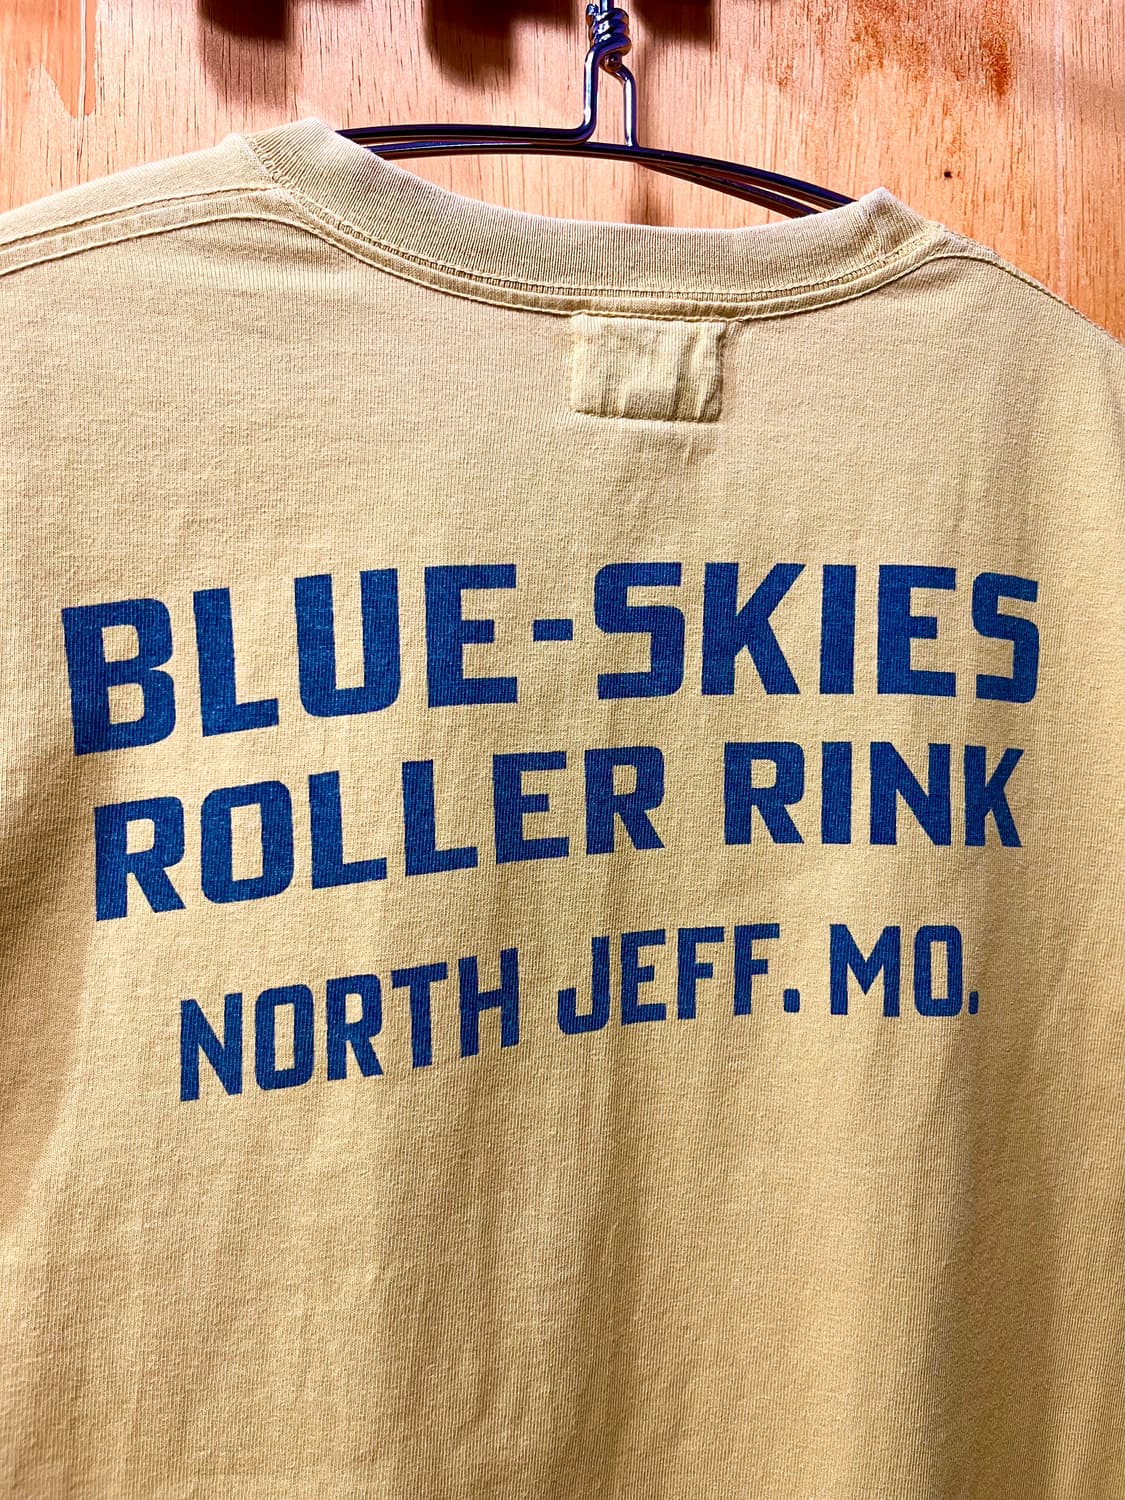 BLUE-SKIES
ROLLER RINK
NORTH JEFF. MO.